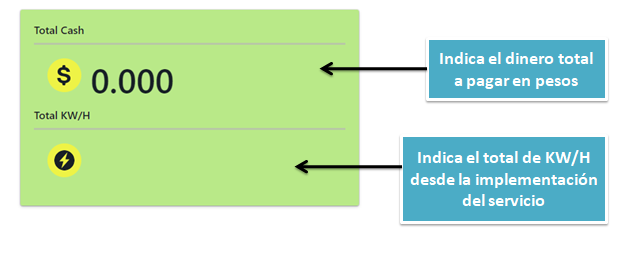 Total Cash
$ 0.000
Total KW/H
Indica el dinero total
a pagar en pesos
Indica el total de KW/H
desde la implementación
del servicio